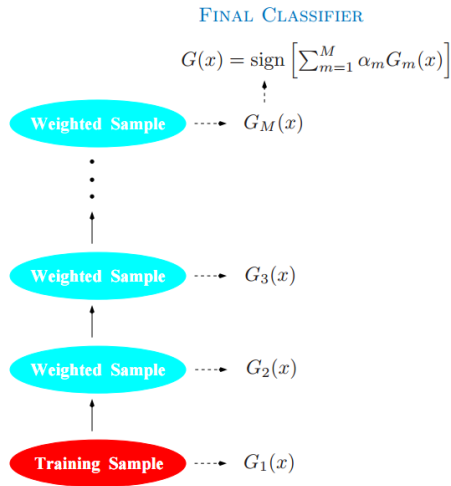 FINAL CLASSIFIER
G(x) = sign [∑_{m=1}^{M} α_m G_m(x)]
Weighted Sample G_M(x)
Weighted Sample G_3(x)
Weighted Sample G_2(x)
Training Sample G_1(x)